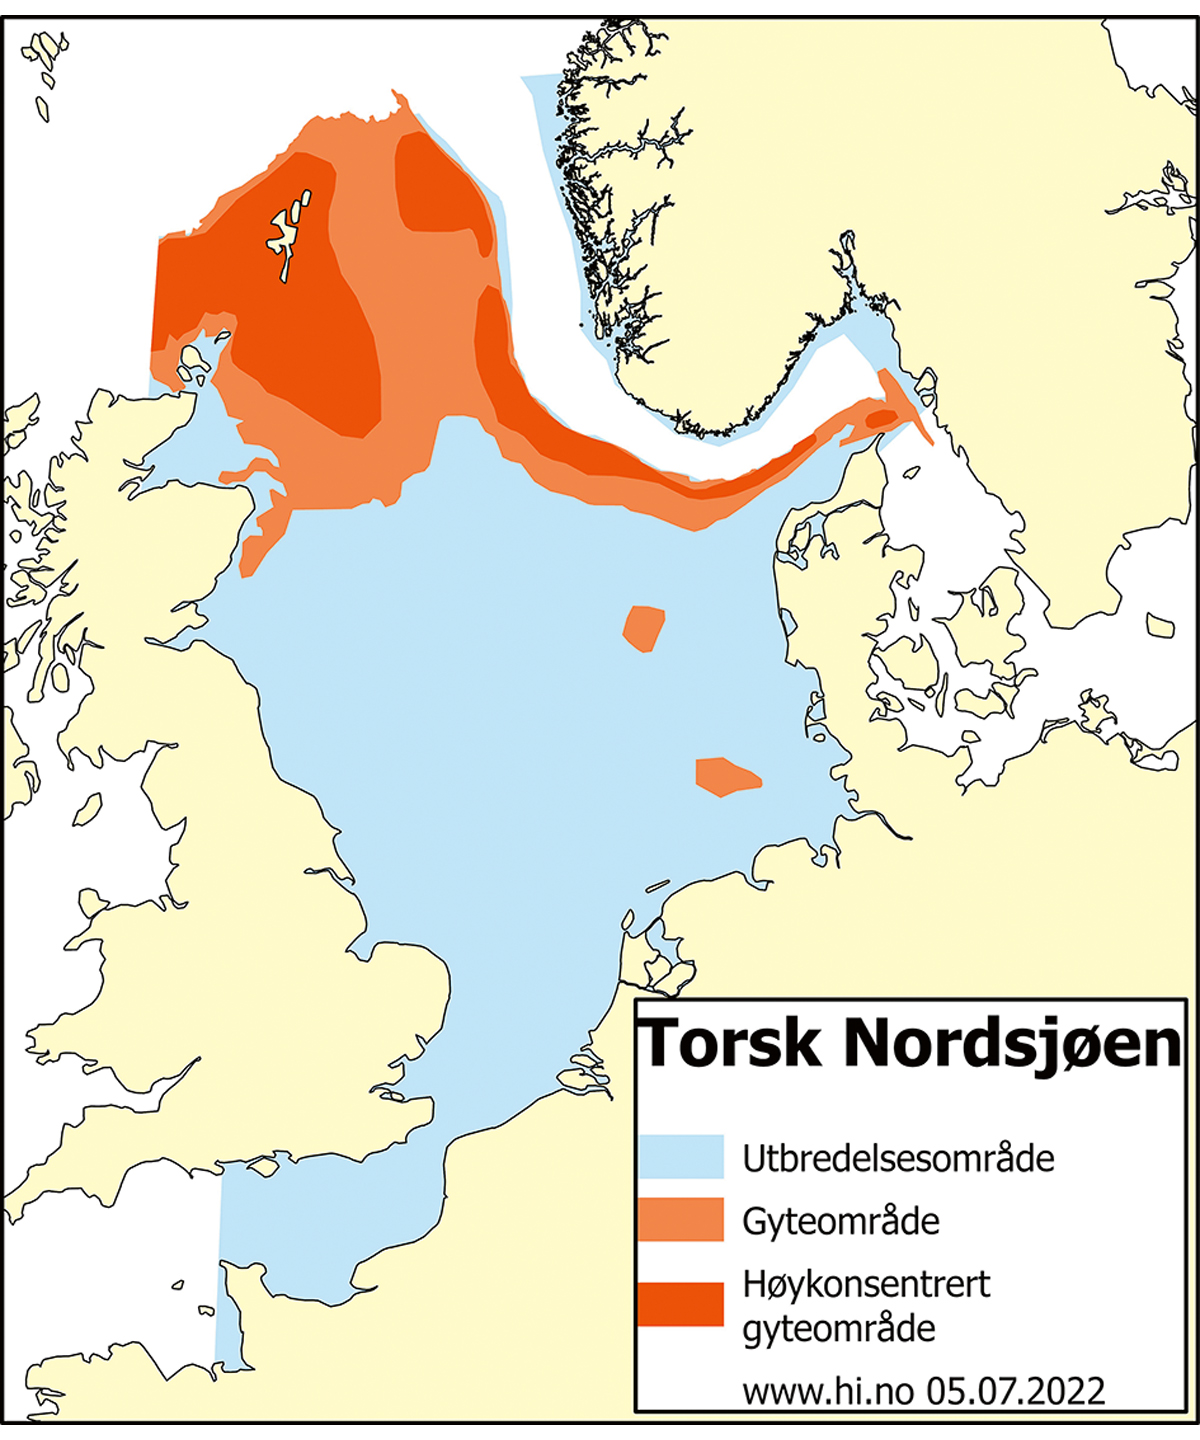 Torsk Nordsjøen
Utbredelsesområde
Gyteområde
Høykonsentrert
gyteområde
www.hi.no 05.07.2022